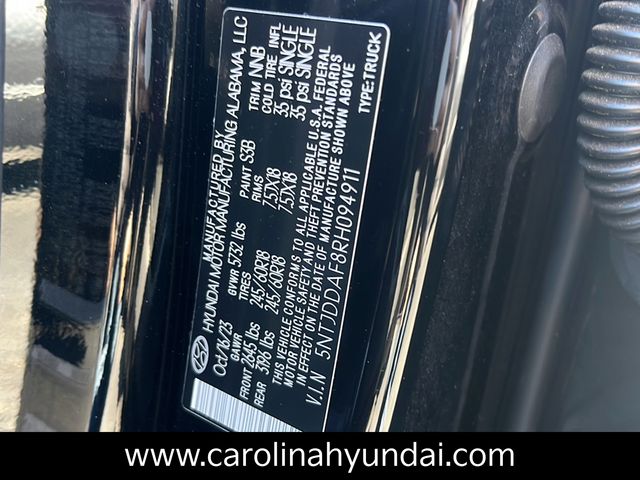 MANUFACTURED BY
HYUNDAI MOTOR MANUFACTURING ALABAMA, LLC
Oct/16/23 GVWR 5732 lbs PAINT S3B TRIM NNB
GAWR TIRES RIMS COLD TIRE INFL
FRONT 2645 lbs 245/60R18 7.5JX18 35 psi SINGLE
REAR 3196 lbs 245/60R18 7.5JX18 35 psi SINGLE
THIS VEHICLE CONFORMS TO ALL APPLICABLE U.S.A. FEDERAL
MOTOR VEHICLE SAFETY AND THEFT PREVENTION STANDARDS
IN EFFECT ON THE DATE OF MANUFACTURE SHOWN ABOVE
V.I.N 5NTJDDAF8RH094911 TYPE:TRUCK
www.carolinahyundai.com